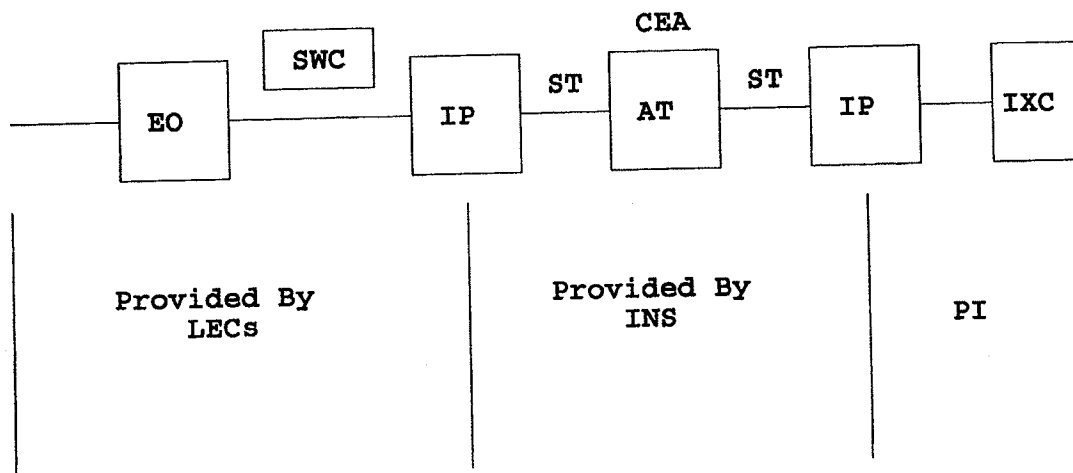 CEA
SWC
EO
IP
ST
AT
ST
IP
IXC
Provided By
LECs
Provided By
INS
PI